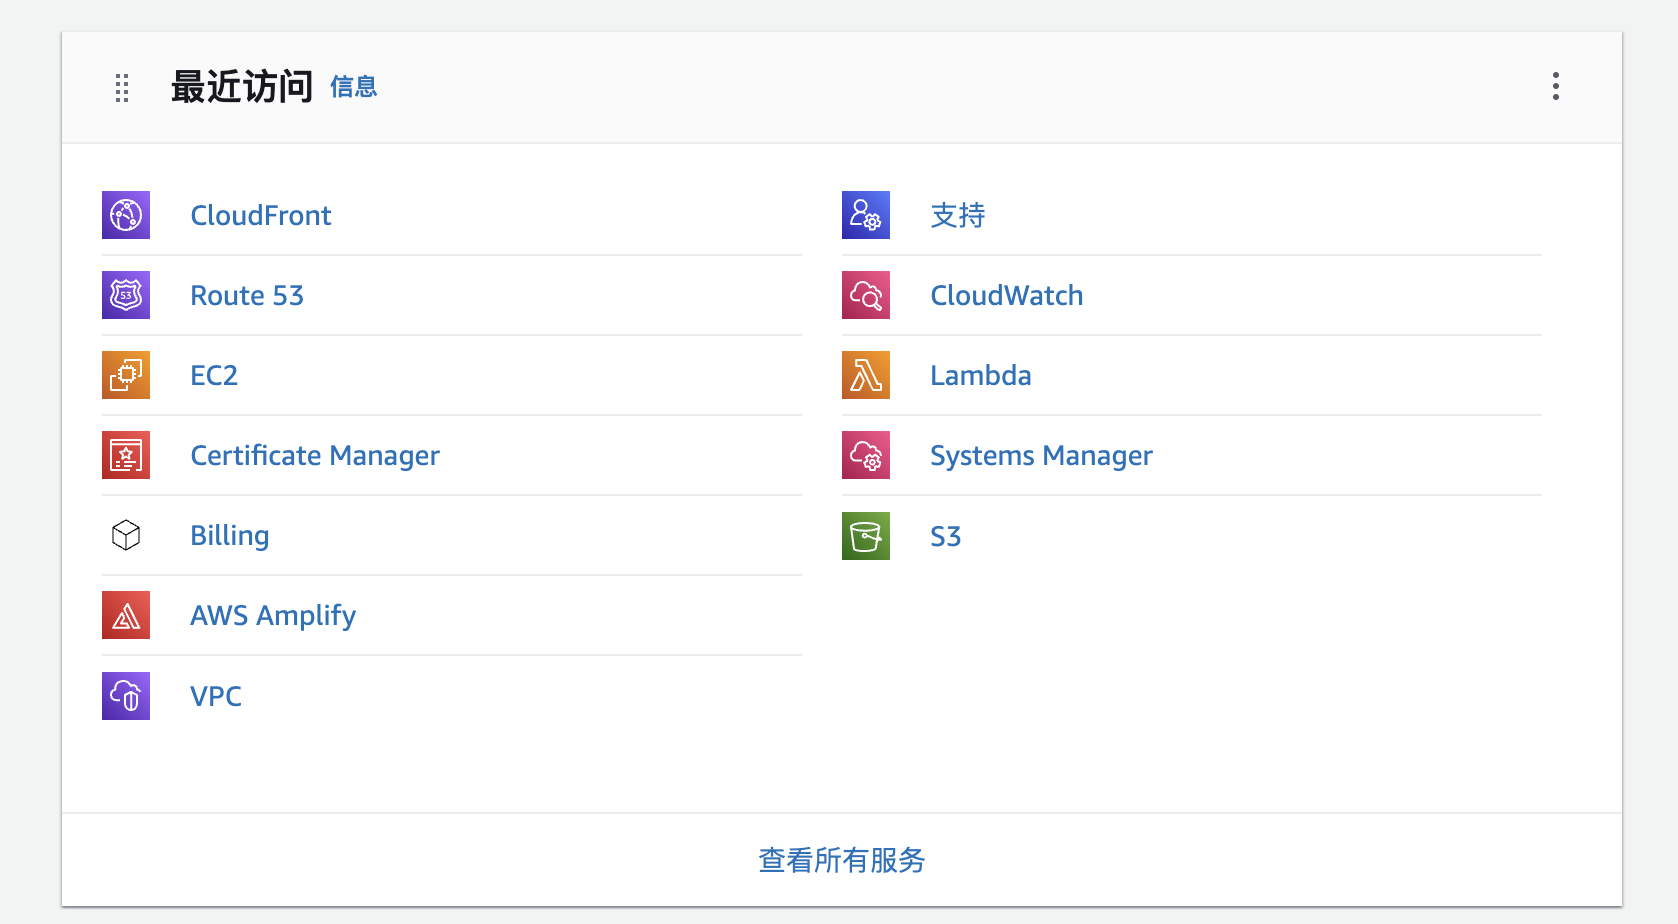 最近访问 信息
CloudFront
Route 53
EC2
Certificate Manager
Billing
AWS Amplify
VPC
支持
CloudWatch
Lambda
Systems Manager
S3
查看所有服务